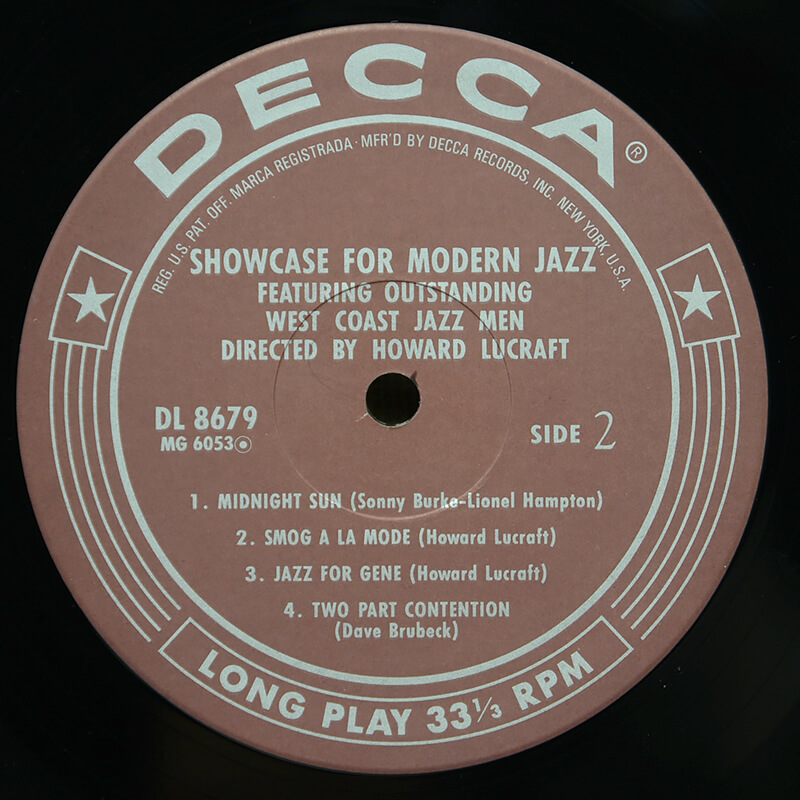 DECCA®
REG. U.S. PAT. OFF. MARCA REGISTRADA · MFR'D BY DECCA RECORDS, INC. NEW YORK, U.S.A.
SHOWCASE FOR MODERN JAZZ
FEATURING OUTSTANDING
WEST COAST JAZZ MEN
DIRECTED BY HOWARD LUCRAFT
DL 8679
MG 6053
SIDE 2
1. MIDNIGHT SUN (Sonny Burke-Lionel Hampton)
2. SMOG A LA MODE (Howard Lucraft)
3. JAZZ FOR GENE (Howard Lucraft)
4. TWO PART CONTENTION
(Dave Brubeck)
LONG PLAY 33⅓ RPM